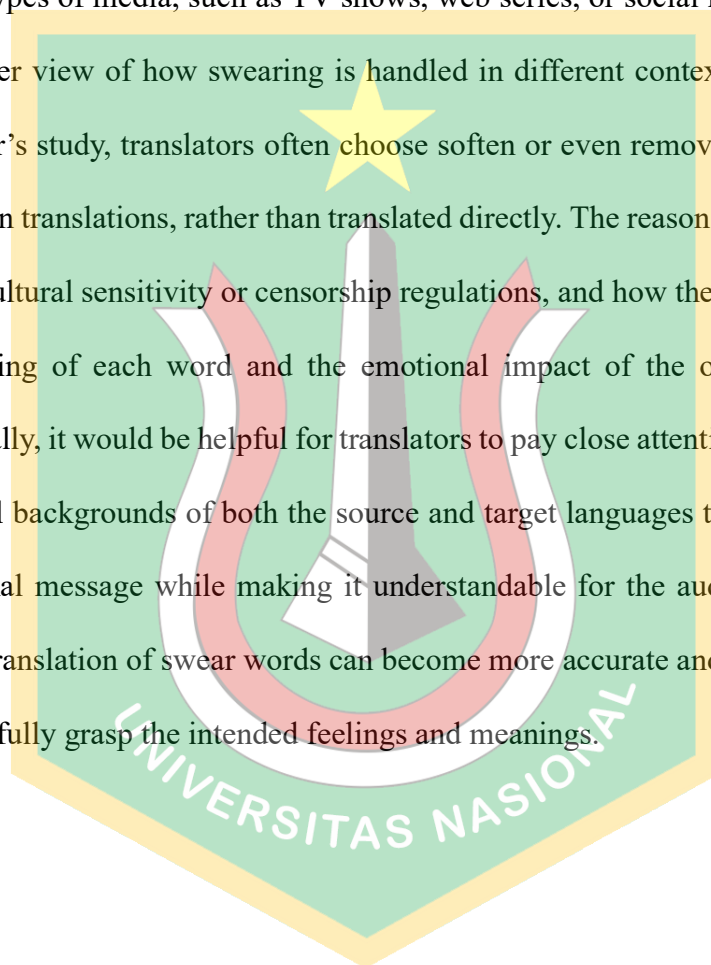 types of media, such as TV shows, web series, or social
er view of how swearing is handled in different contex
r’s study, translators often choose soften or even remov
n translations, rather than translated directly. The reason
ultural sensitivity or censorship regulations, and how the
ing of each word and the emotional impact of the o
lly, it would be helpful for translators to pay close attenti
l backgrounds of both the source and target languages t
al message while making it understandable for the aud
ranslation of swear words can become more accurate and
fully grasp the intended feelings and meanings.
UNIVERSITAS NASIONAL